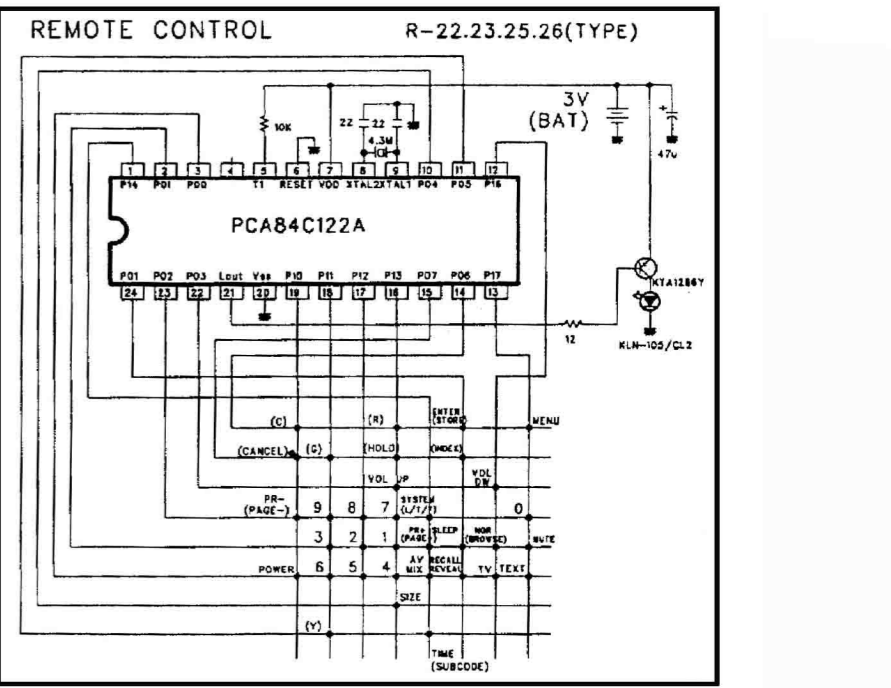 REMOTE CONTROL R-22.23.25.26(TYPE)
3V
(BAT)
10K 22 22
4.3M
47u
1 2 3 4 5 6 7 8 9 10 11 12
P14 P01 P00 T1 RESET VDD XTAL2 XTAL1 P04 P05 P16
PCA84C122A
P01 P02 P03 Lout Vss P10 P11 P12 P13 P07 P06 P17
24 23 22 21 20 19 18 17 16 15 14 13
KTA1286Y
12
KLN-105/CL2
(C) (R) ENTER
(STORE) MENU
(CANCEL) (G) (HOLD) (INDEX)
VOL UP VOL
DW
PR-
(PAGE-) 9 8 7 SYSTEM
0
3 2 1 PR+
(PAGE+) SLEEP NOR
(BROWSE) MUTE
POWER 6 5 4 AV
MIX RECALL
REVEAL TV TEXT
SIZE
(Y)
TIME
(SUBCODE)